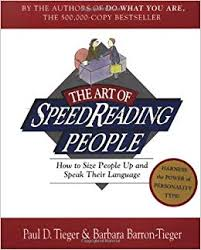 BY THE AUTHORS OF DO WHAT YOU ARE,
THE 500,000-COPY BESTSELLER
THE ART OF
SPEEDREADING
PEOPLE
How to Size People Up and
Speak Their Language
HARNESS
THE POWER OF
PERSONALITY
TYPE!
Paul D. Tieger & Barbara Barron-Tieger